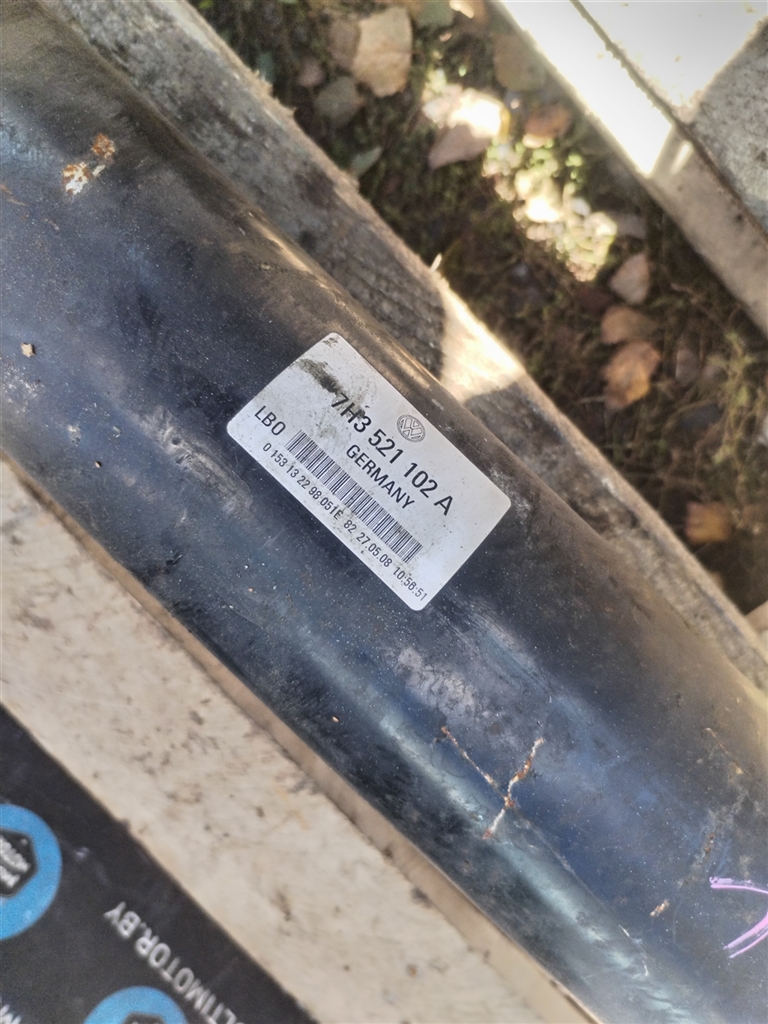 7H3 521 102 A
GERMANY
LB0
0 153 13 22 98 051E 82 27.05.08 10:56:51
LTIMOTOR.BY